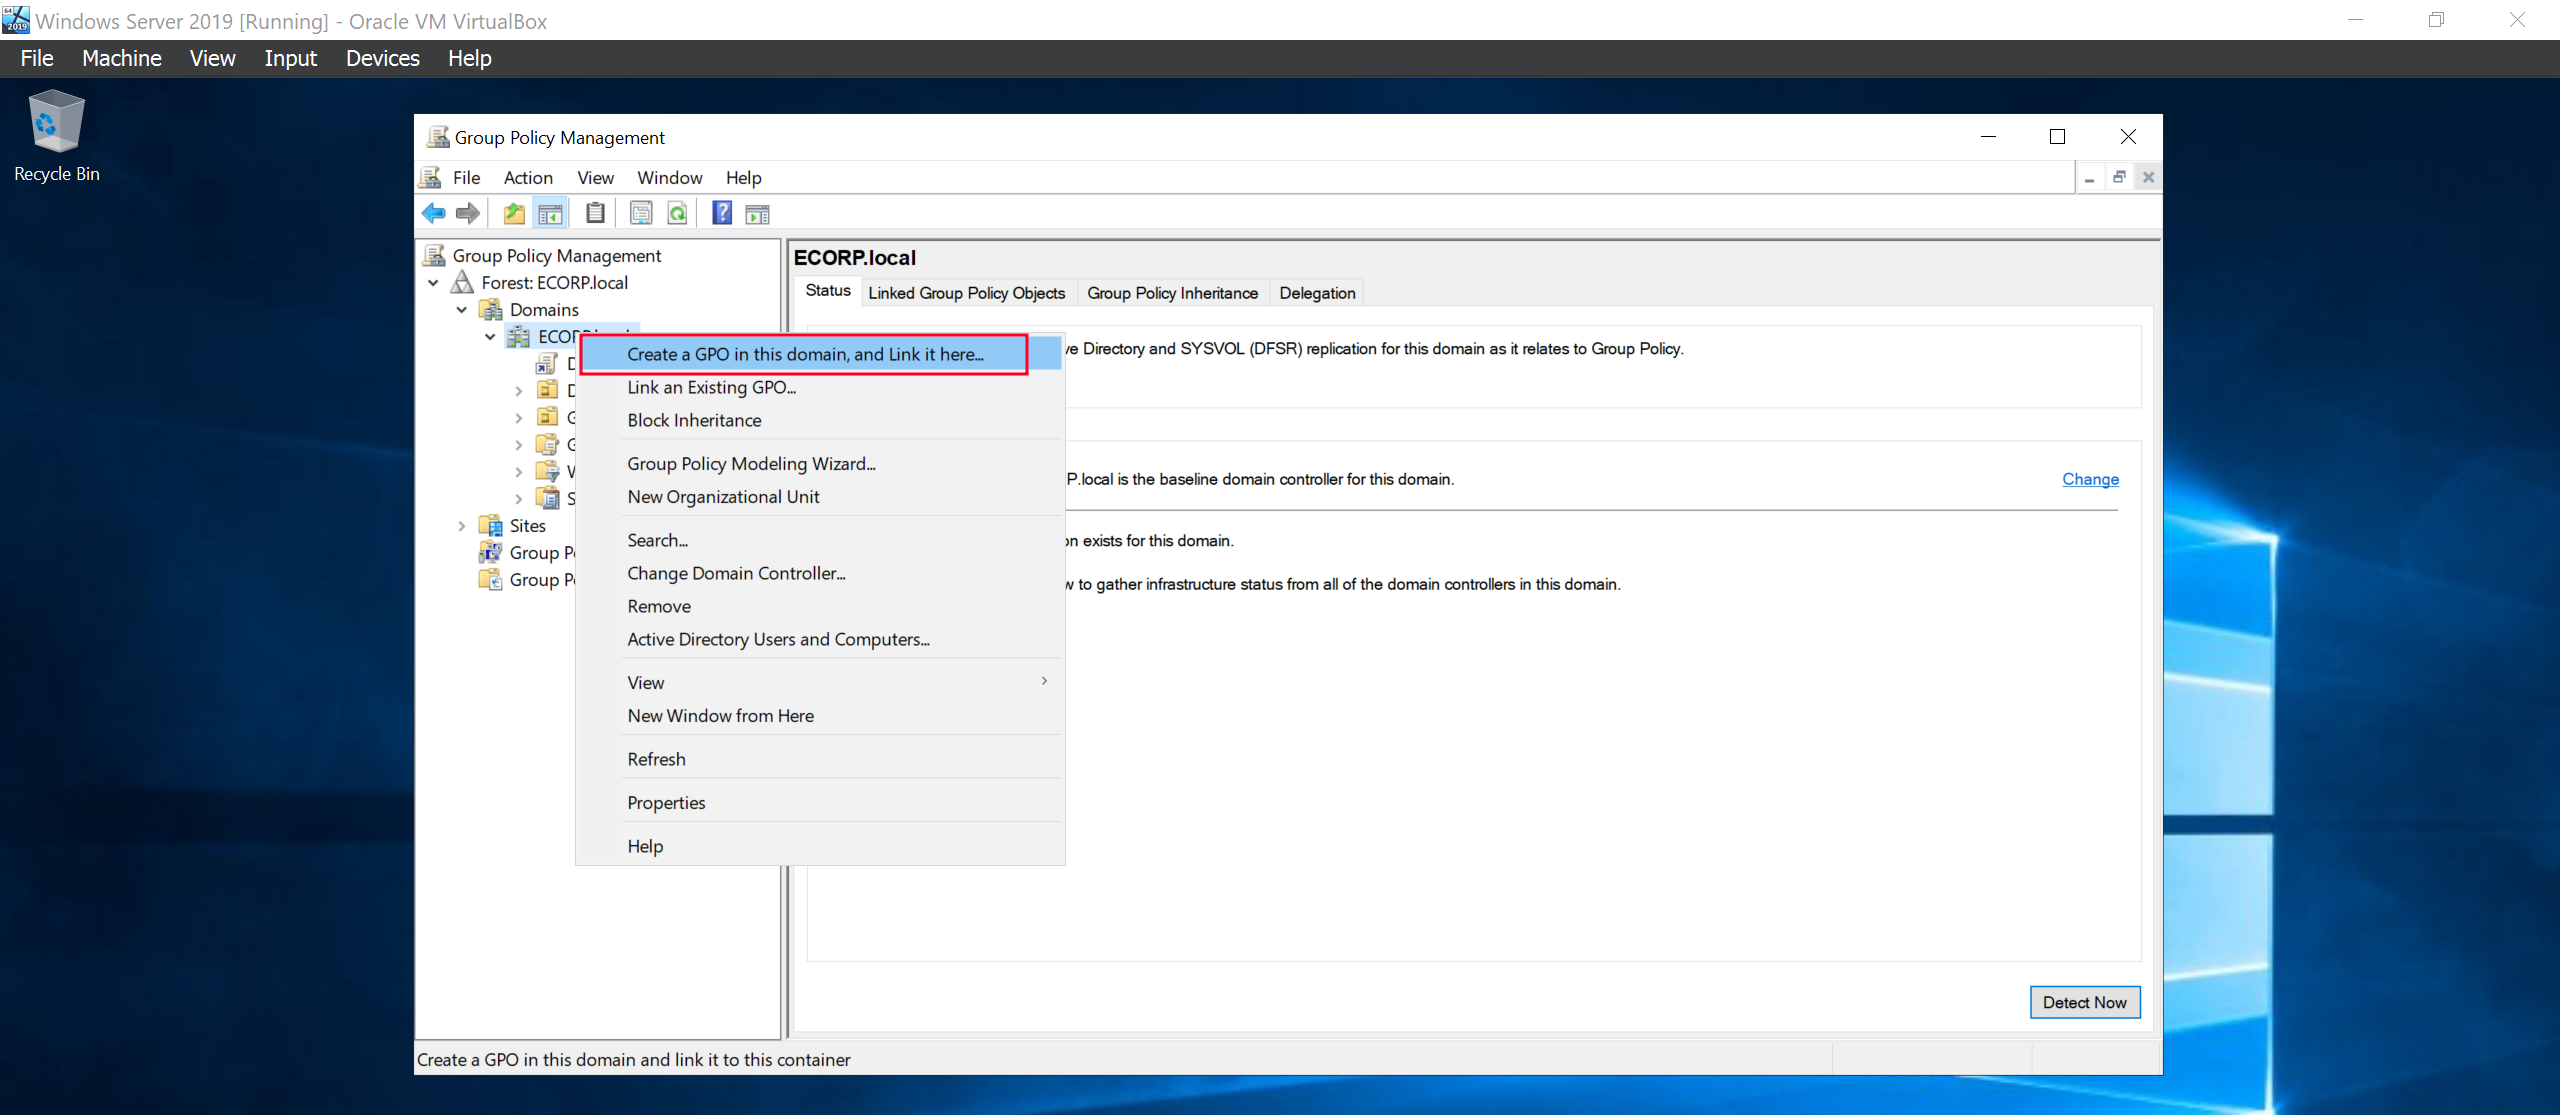 Windows Server 2019 [Running] - Oracle VM VirtualBox
File Machine View Input Devices Help
Recycle Bin
Group Policy Management
File Action View Window Help
Group Policy Management
Forest: ECORP.local
Domains
Sites
Create a GPO in this domain, and Link it here...
Link an Existing GPO...
Block Inheritance
Group Policy Modeling Wizard...
New Organizational Unit
Search...
Change Domain Controller...
Remove
Active Directory Users and Computers...
View
New Window from Here
Refresh
Properties
Help
ECORP.local
Status Linked Group Policy Objects Group Policy Inheritance Delegation
Directory and SYSVOL (DFSR) replication for this domain as it relates to Group Policy.
P.local is the baseline domain controller for this domain.
Change
exists for this domain.
to gather infrastructure status from all of the domain controllers in this domain.
Detect Now
Create a GPO in this domain and link it to this container